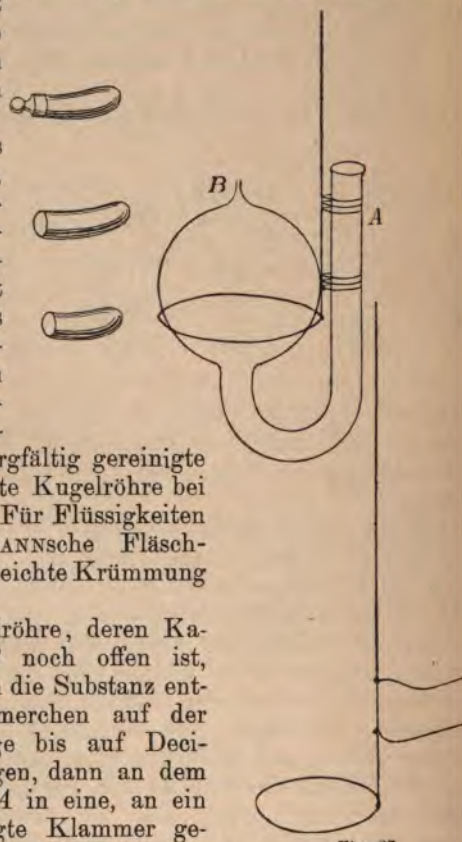 B
A
rgfältig gereinigte
te Kugelröhre bei
Für Flüssigkeiten
ANNsche Fläsch-
eichte Krümmung
röhre, deren Ka-
noch offen ist,
die Substanz ent-
merchen auf der
ge bis auf Deci-
gen, dann an dem
A in eine, an ein
gte Klammer ge-